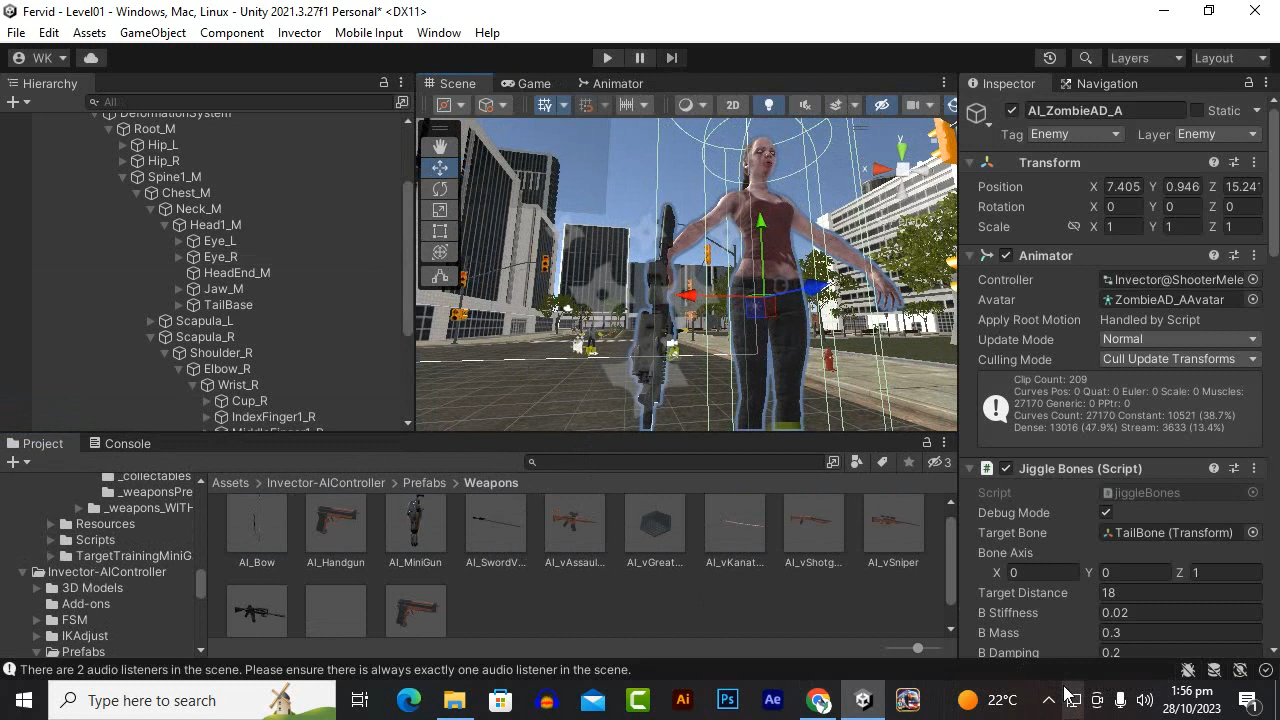 Fervid - Level01 - Windows, Mac, Linux - Unity 2021.3.27f1 Personal* <DX11>
File Edit Assets GameObject Component Invector Mobile Input Window Help
WK Layers Layout
Hierarchy
All
DeformationSystem
Root_M
Hip_L
Hip_R
Spine1_M
Chest_M
Neck_M
Head1_M
Eye_L
Eye_R
HeadEnd_M
Jaw_M
TailBase
Scapula_L
Scapula_R
Shoulder_R
Elbow_R
Wrist_R
Cup_R
IndexFinger1_R
MiddleFinger1_R
Scene Game Animator
2D
x y
Inspector Navigation
AI_ZombieAD_A Static
Tag Enemy Layer Enemy
Transform
Position X 7.405 Y 0.946 Z 15.24
Rotation X 0 Y 0 Z 0
Scale X 1 Y 1 Z 1
Animator
Controller Invector@ShooterMele
Avatar ZombieAD_AAvatar
Apply Root Motion Handled by Script
Update Mode Normal
Culling Mode Cull Update Transforms
Clip Count: 209
Curves Pos: 0 Quat: 0 Euler: 0 Scale: 0 Muscles:
27170 Generic: 0 PPtr: 0
Curves Count: 27170 Constant: 10521 (38.7%)
Dense: 13016 (47.9%) Stream: 3633 (13.4%)
Jiggle Bones (Script)
Script jiggleBones
Debug Mode
Target Bone TailBone (Transform)
Bone Axis
X 0 Y 0 Z 1
Target Distance 18
B Stiffness 0.02
B Mass 0.3
B Damping 0.2
Project Console
3
_collectables
_weaponsPre
_weapons_WITH
Resources
Scripts
TargetTrainingMiniG
Invector-AIController
3D Models
Add-ons
FSM
IKAdjust
Prefabs
Assets Invector-AIController Prefabs Weapons
AI_Bow AI_Handgun AI_MiniGun AI_SwordV... AI_vAssaul... AI_vGreat... AI_vKanat... AI_vShotg... AI_vSniper
There are 2 audio listeners in the scene. Please ensure there is always exactly one audio listener in the scene.
Type here to search
Ai Ps Ae
22°C
1:56 pm
28/10/2023
1